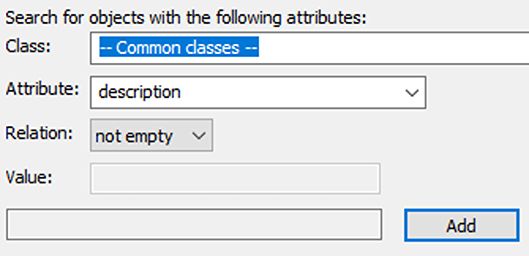 Search for objects with the following attributes:
Class: -- Common classes --
Attribute: description
Relation: not empty
Value:
Add